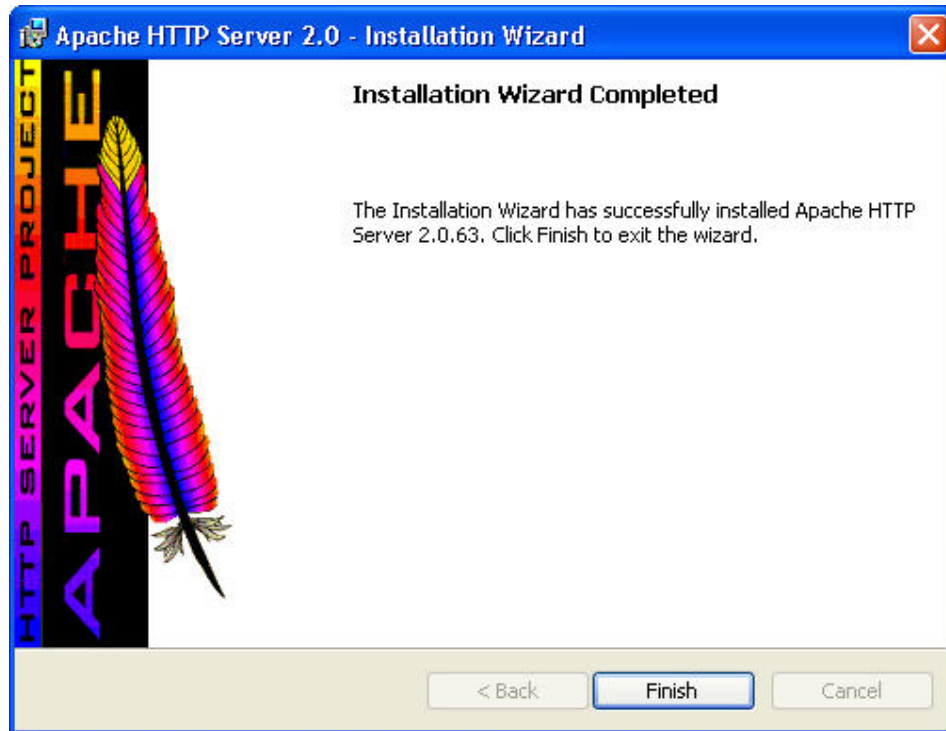 Apache HTTP Server 2.0 - Installation Wizard
HTTP SERVER PROJECT
APACHE
Installation Wizard Completed
The Installation Wizard has successfully installed Apache HTTP
Server 2.0.63. Click Finish to exit the wizard.
< Back
Finish
Cancel